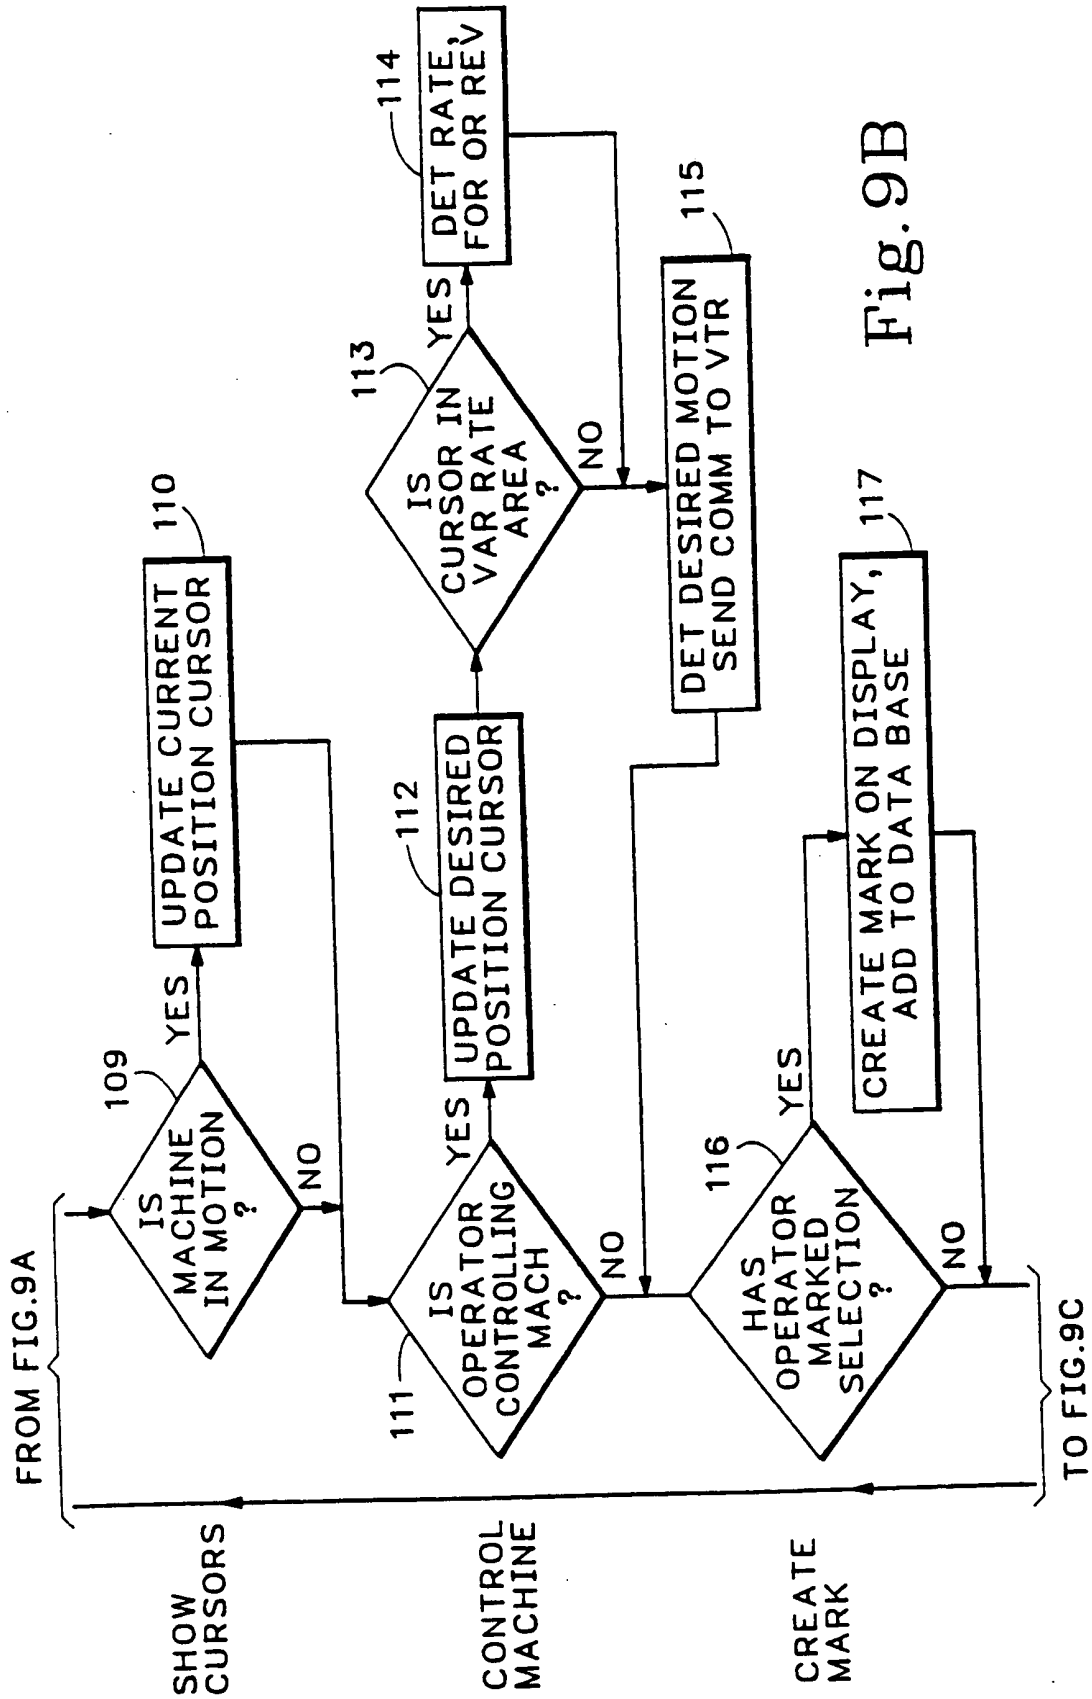 FROM FIG.9A
SHOW
CURSORS
109
IS
MACHINE
IN MOTION
?
YES
NO
110
UPDATE CURRENT
POSITION CURSOR
CONTROL
MACHINE
111
IS
OPERATOR
CONTROLLING
MACH
?
YES
NO
112
UPDATE DESIRED
POSITION CURSOR
113
IS
CURSOR IN
VAR RATE
AREA
?
YES
NO
114
DET RATE,
FOR OR REV
115
DET DESIRED MOTION
SEND COMM TO VTR
CREATE
MARK
116
HAS
OPERATOR
MARKED
SELECTION
?
YES
NO
117
CREATE MARK ON DISPLAY,
ADD TO DATA BASE
TO FIG.9C
Fig. 9B